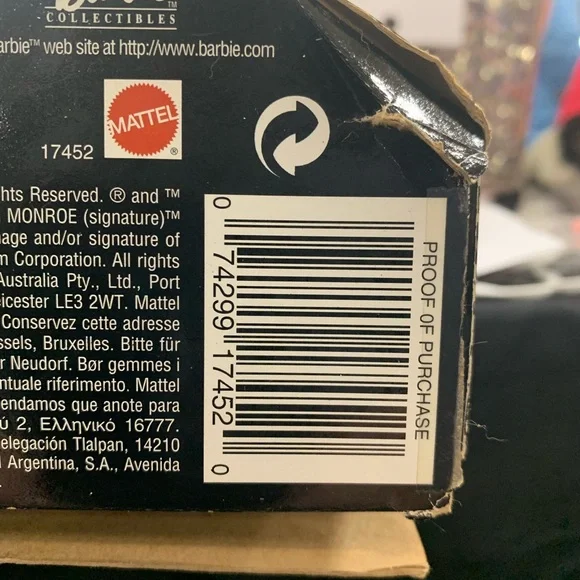 COLLECTIBLES™
arbie™ web site at http://www.barbie.com
MATTEL®
17452
hts Reserved. ® and ™
MONROE (signature)™
age and/or signature of
n Corporation. All rights
Australia Pty., Ltd., Port
eicester LE3 2WT. Mattel
Conservez cette adresse
ssels, Bruxelles. Bitte für
r Neudorf. Bør gemmes i
ntuale riferimento. Mattel
endamos que anote para
ύ 2, Ελληνικό 16777.
elegación Tlalpan, 14210
Argentina, S.A., Avenida
0 74299 17452 0
PROOF OF PURCHASE